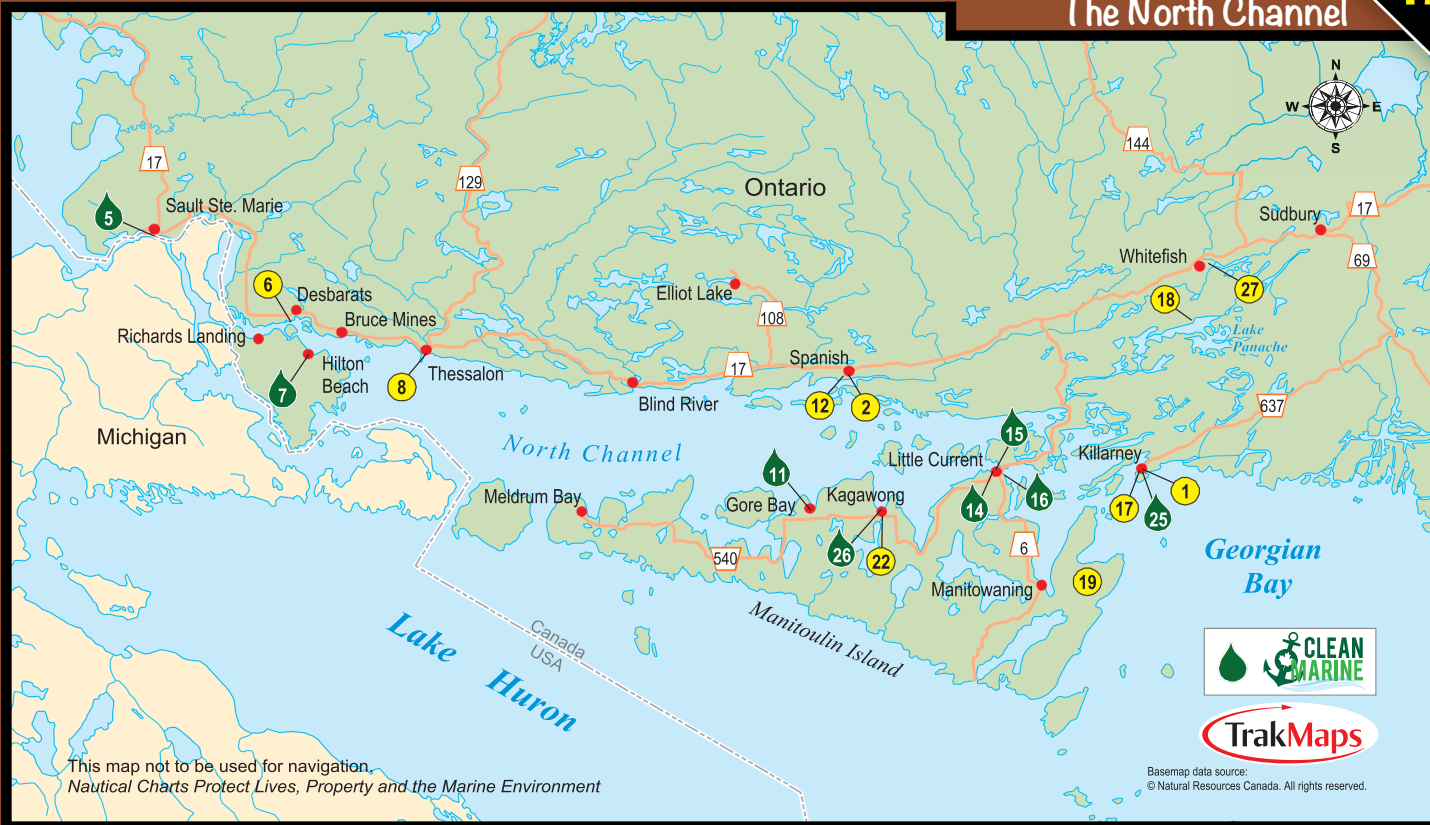 The North Channel
N
W
E
S
144
17
129
Ontario
5
Sault Ste. Marie
17
Sudbury
69
Whitefish
6
Desbarats
Elliot Lake
18
27
Richards Landing
Bruce Mines
108
Lake
Panache
Hilton
Beach
Thessalon
17
Spanish
7
8
Blind River
12
2
637
Michigan
North Channel
15
Little Current
Killarney
11
Meldrum Bay
Gore Bay
Kagawong
14
16
17
25
1
540
26
22
6
Georgian
Bay
Manitowaning
19
Lake
Huron
Canada
USA
Manitoulin Island
CLEAN
MARINE
TrakMaps
This map not to be used for navigation.
Nautical Charts Protect Lives, Property and the Marine Environment
Basemap data source:
© Natural Resources Canada. All rights reserved.